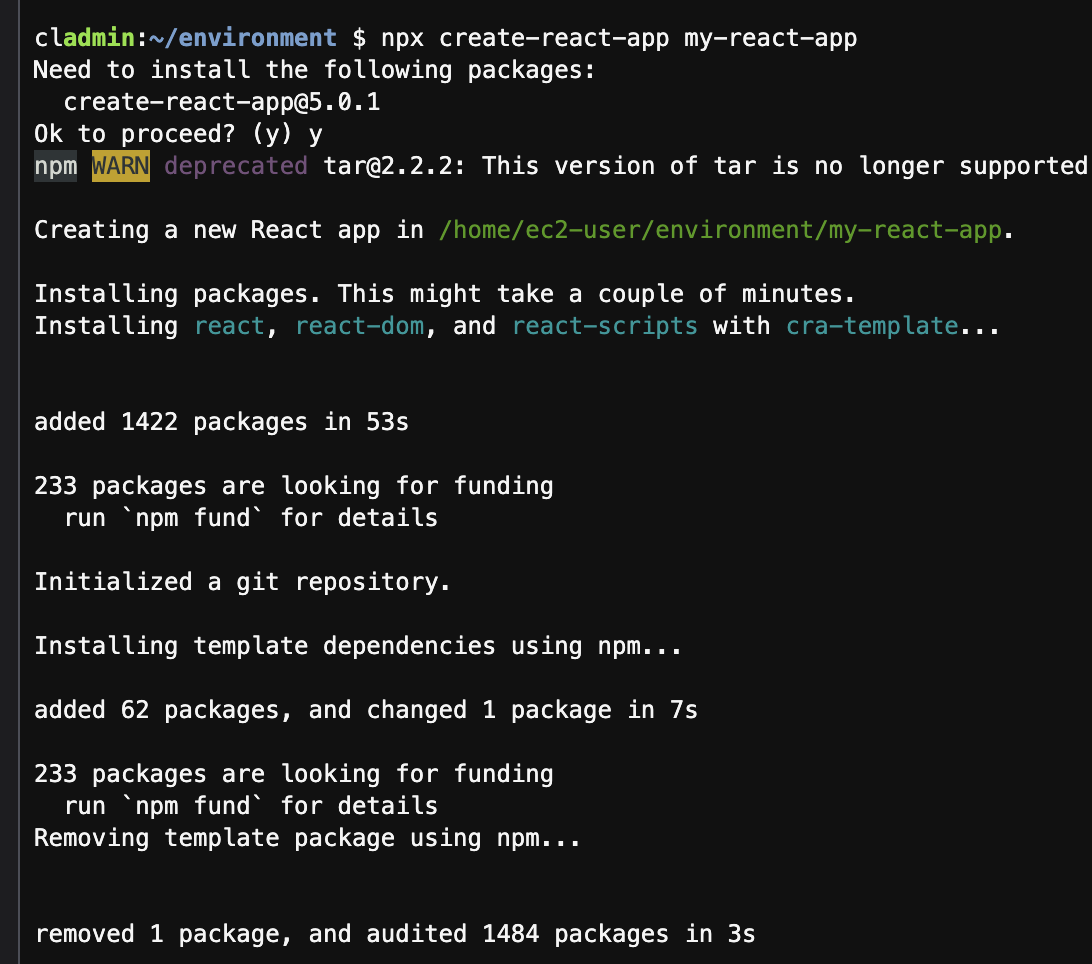 cladmin:~/environment $ npx create-react-app my-react-app
Need to install the following packages:
  create-react-app@5.0.1
Ok to proceed? (y) y
npm WARN deprecated tar@2.2.2: This version of tar is no longer supported
Creating a new React app in /home/ec2-user/environment/my-react-app.
Installing packages. This might take a couple of minutes.
Installing react, react-dom, and react-scripts with cra-template...
added 1422 packages in 53s
233 packages are looking for funding
  run `npm fund` for details
Initialized a git repository.
Installing template dependencies using npm...
added 62 packages, and changed 1 package in 7s
233 packages are looking for funding
  run `npm fund` for details
Removing template package using npm...
removed 1 package, and audited 1484 packages in 3s